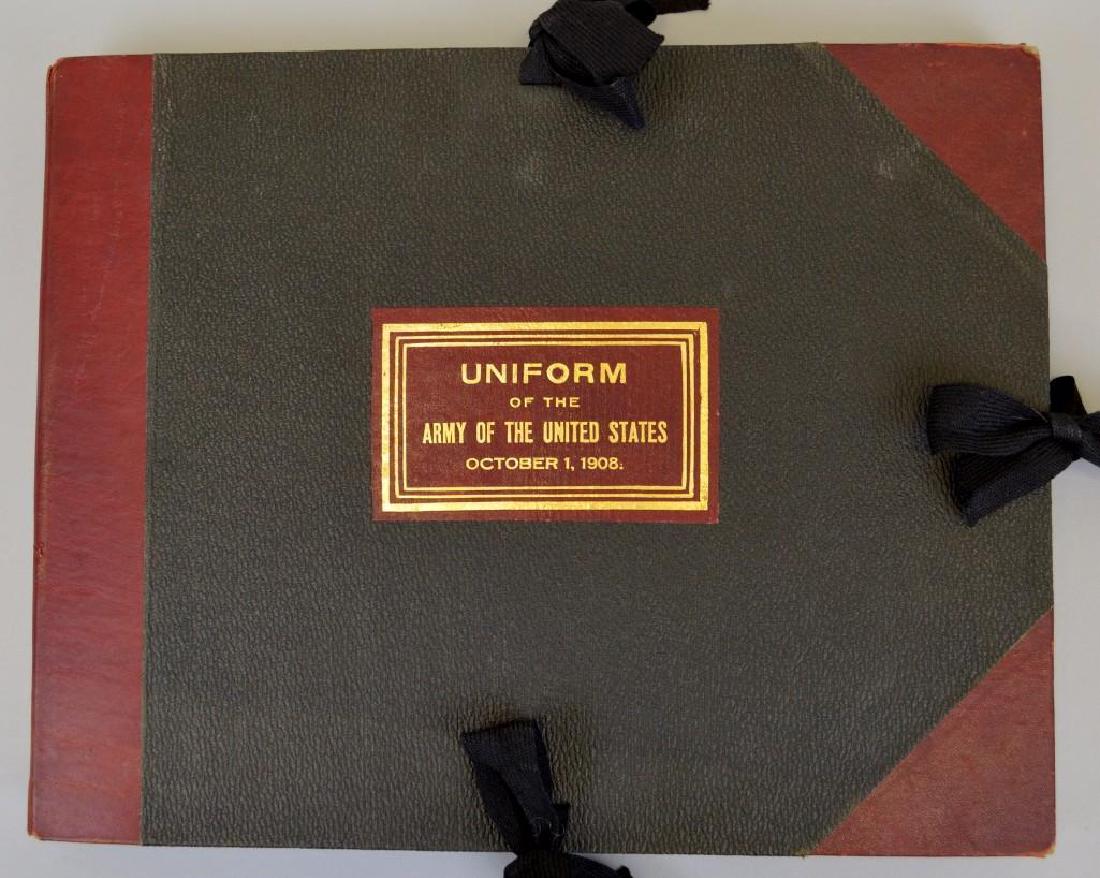 UNIFORM
OF THE
ARMY OF THE UNITED STATES
OCTOBER 1, 1908.